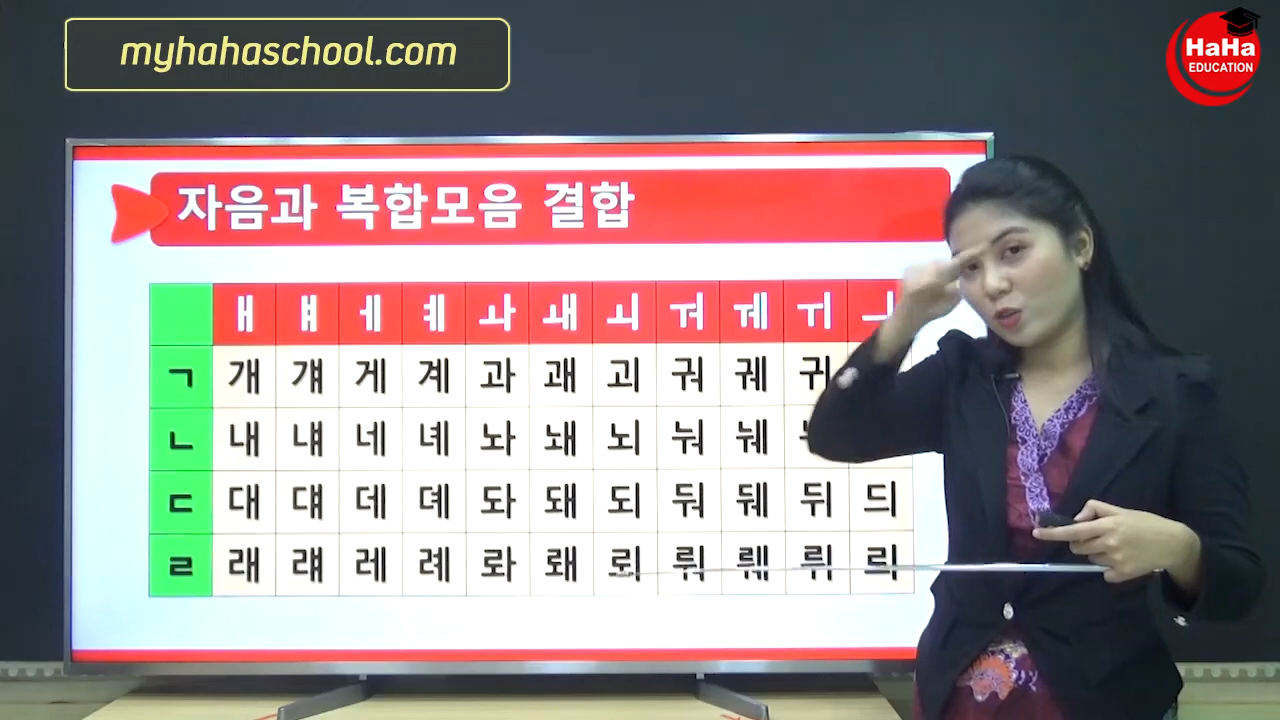 myhahaschool.com
HaHa
EDUCATION
자음과 복합모음 결합
ㅐ ㅒ ㅔ ㅖ ㅘ ㅙ ㅚ ㅝ ㅞ ㅟ
ㄱ 개 걔 게 계 과 괘 괴 궈 궤 귀
ㄴ 내 냬 네 녜 놔 놰 뇌 눠 눼
ㄷ 대 댸 데 뎨 돠 돼 되 둬 뒈 뒤 듸
ㄹ 래 럐 레 례 롸 뢔 뢰 뤄 뤠 뤼 릐